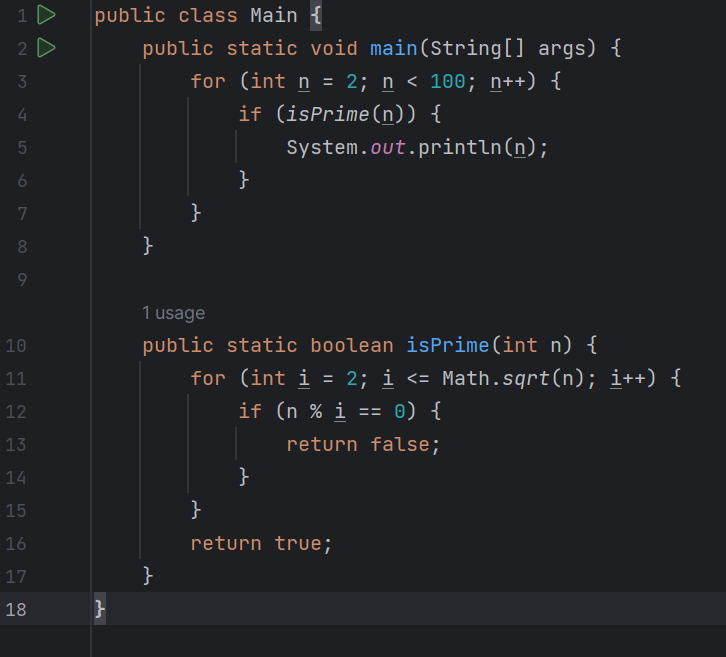 1 public class Main {
2     public static void main(String[] args) {
3         for (int n = 2; n < 100; n++) {
4             if (isPrime(n)) {
5                 System.out.println(n);
6             }
7         }
8     }
9
1 usage
10     public static boolean isPrime(int n) {
11         for (int i = 2; i <= Math.sqrt(n); i++) {
12             if (n % i == 0) {
13                 return false;
14             }
15         }
16         return true;
17     }
18 }